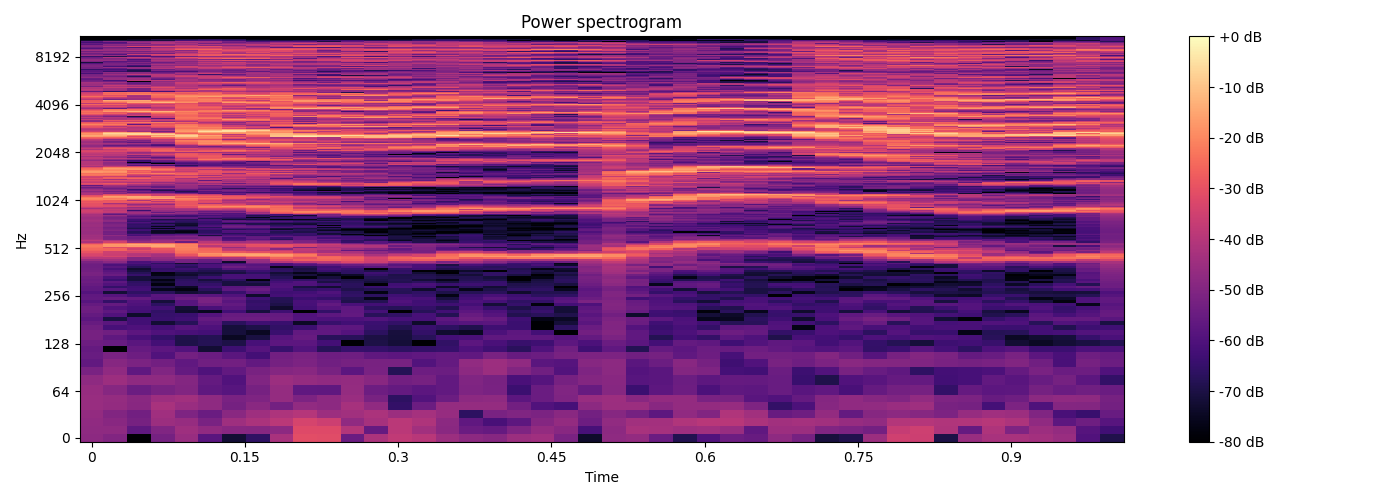 Power spectrogram
Hz
8192
4096
2048
1024
512
256
128
64
0
0 0.15 0.3 0.45 0.6 0.75 0.9
Time
+0 dB
-10 dB
-20 dB
-30 dB
-40 dB
-50 dB
-60 dB
-70 dB
-80 dB